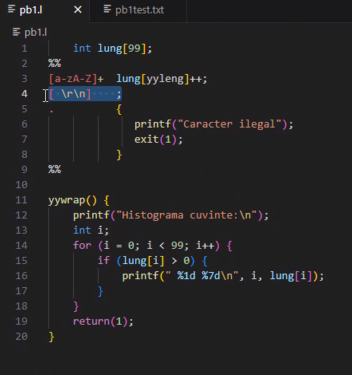 pb1.l × pb1test.txt
pb1.l
1 int lung[99];
2 %%
3 [a-zA-Z]+ lung[yyleng]++;
4 [ \r\n] ;
5 . {
6 printf("Caracter ilegal");
7 exit(1);
8 }
9 %%
10
11 yywrap() {
12 printf("Histograma cuvinte:\n");
13 int i;
14 for (i = 0; i < 99; i++) {
15 if (lung[i] > 0) {
16 printf(" %1d %7d\n", i, lung[i]);
17 }
18 }
19 return(1);
20 }